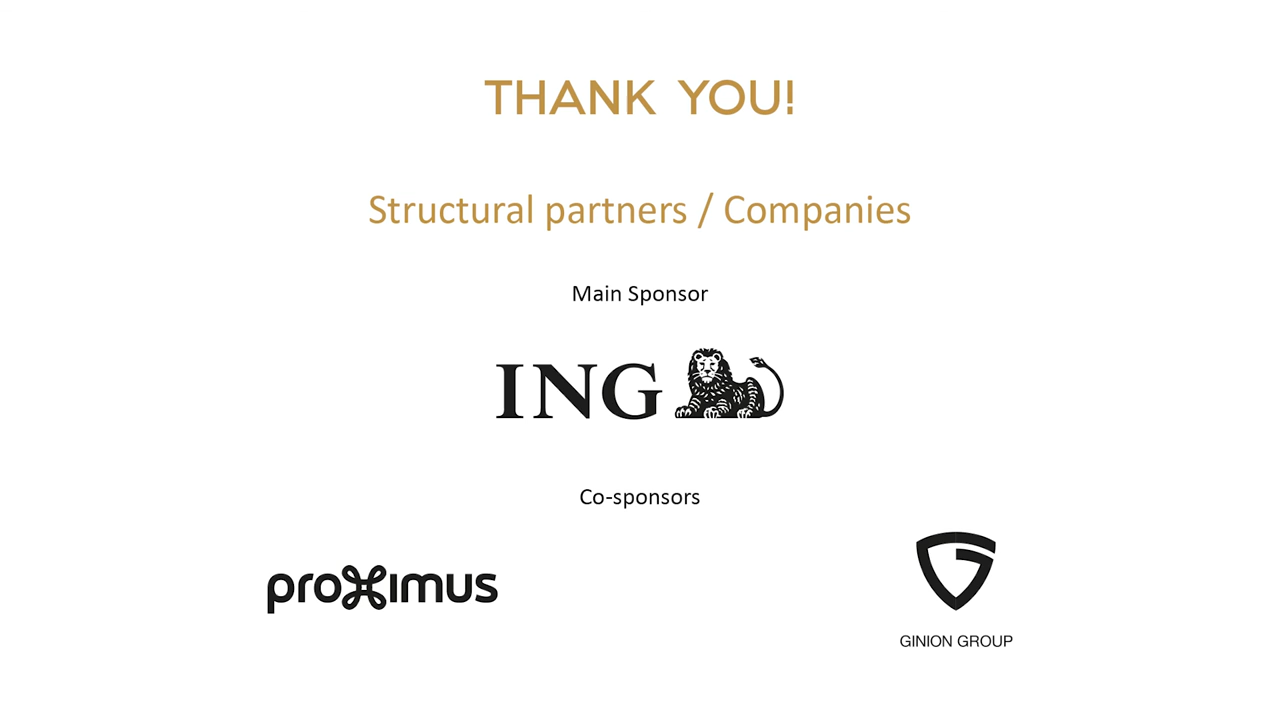 THANK YOU!
Structural partners / Companies
Main Sponsor
ING
Co-sponsors
proximus
GINION GROUP